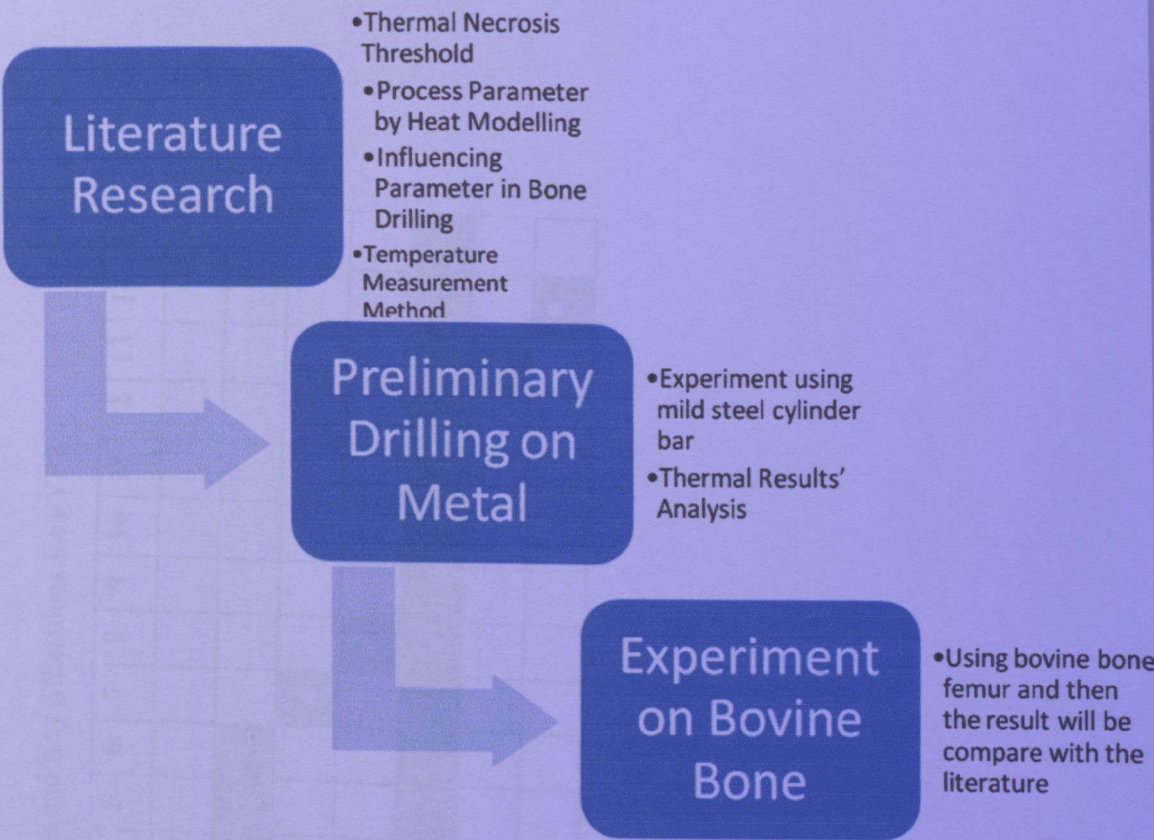 Literature
Research
•Thermal Necrosis
Threshold
•Process Parameter
by Heat Modelling
•Influencing
Parameter in Bone
Drilling
•Temperature
Measurement
Method
Preliminary
Drilling on
Metal
•Experiment using
mild steel cylinder
bar
•Thermal Results'
Analysis
Experiment
on Bovine
Bone
•Using bovine bone
femur and then
the result will be
compare with the
literature